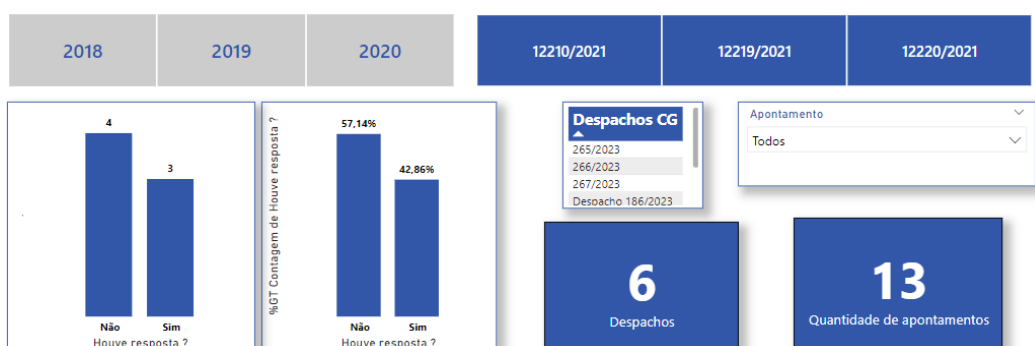 2018 2019 2020 12210/2021 12219/2021 12220/2021
4
3
Não Sim
Houve resposta ?
%GT Contagem de Houve resposta ?
57,14%
42,86%
Não Sim
Houve resposta ?
Despachos CG
265/2023
266/2023
267/2023
Despacho 186/2023
Apontamento
Todos
6
Despachos
13
Quantidade de apontamentos